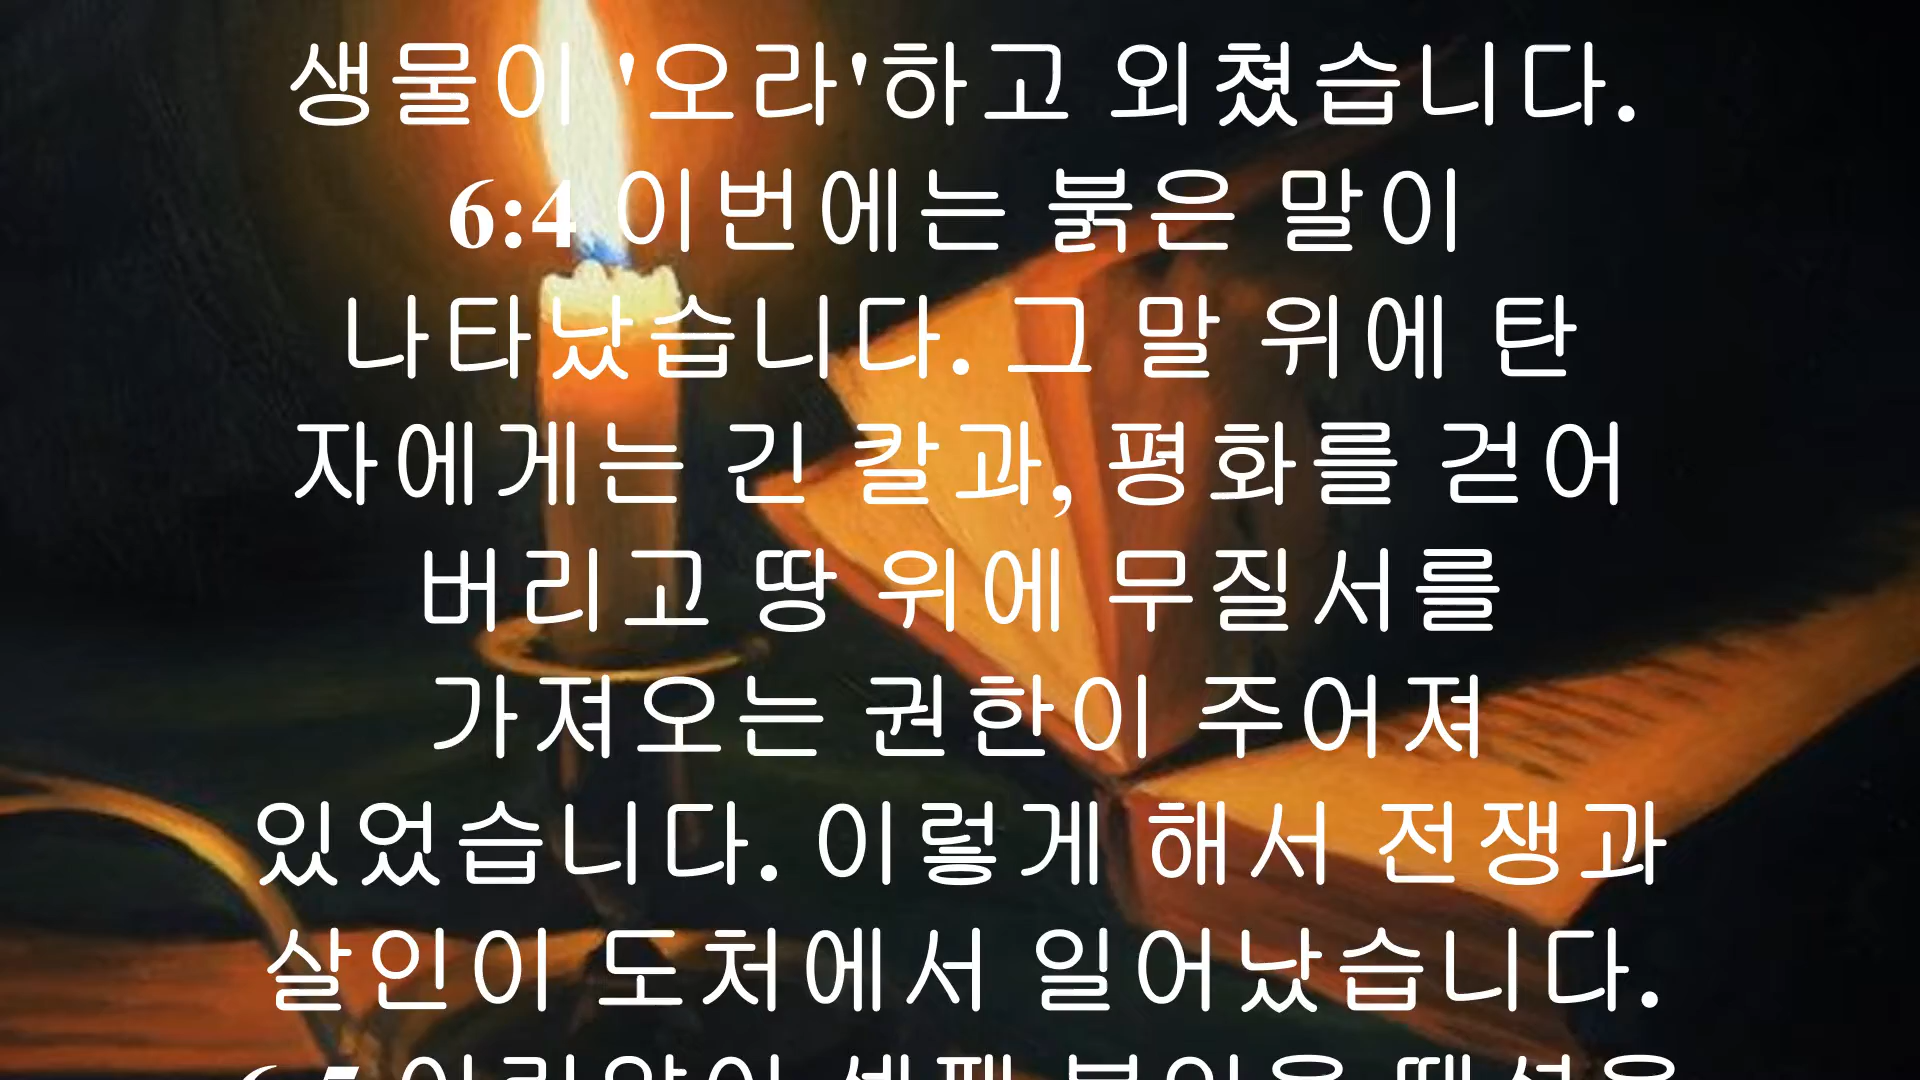 생물이 '오라'하고 외쳤습니다.
6:4 이번에는 붉은 말이
나타났습니다. 그 말 위에 탄
자에게는 긴 칼과, 평화를 걷어
버리고 땅 위에 무질서를
가져오는 권한이 주어져
있었습니다. 이렇게 해서 전쟁과
살인이 도처에서 일어났습니다.